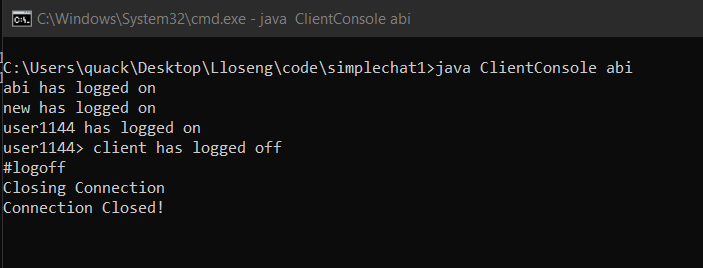 C:\Windows\System32\cmd.exe - java  ClientConsole abi
C:\Users\quack\Desktop\Lloseng\code\simplechat1>java ClientConsole abi
abi has logged on
new has logged on
user1144 has logged on
user1144> client has logged off
#logoff
Closing Connection
Connection Closed!